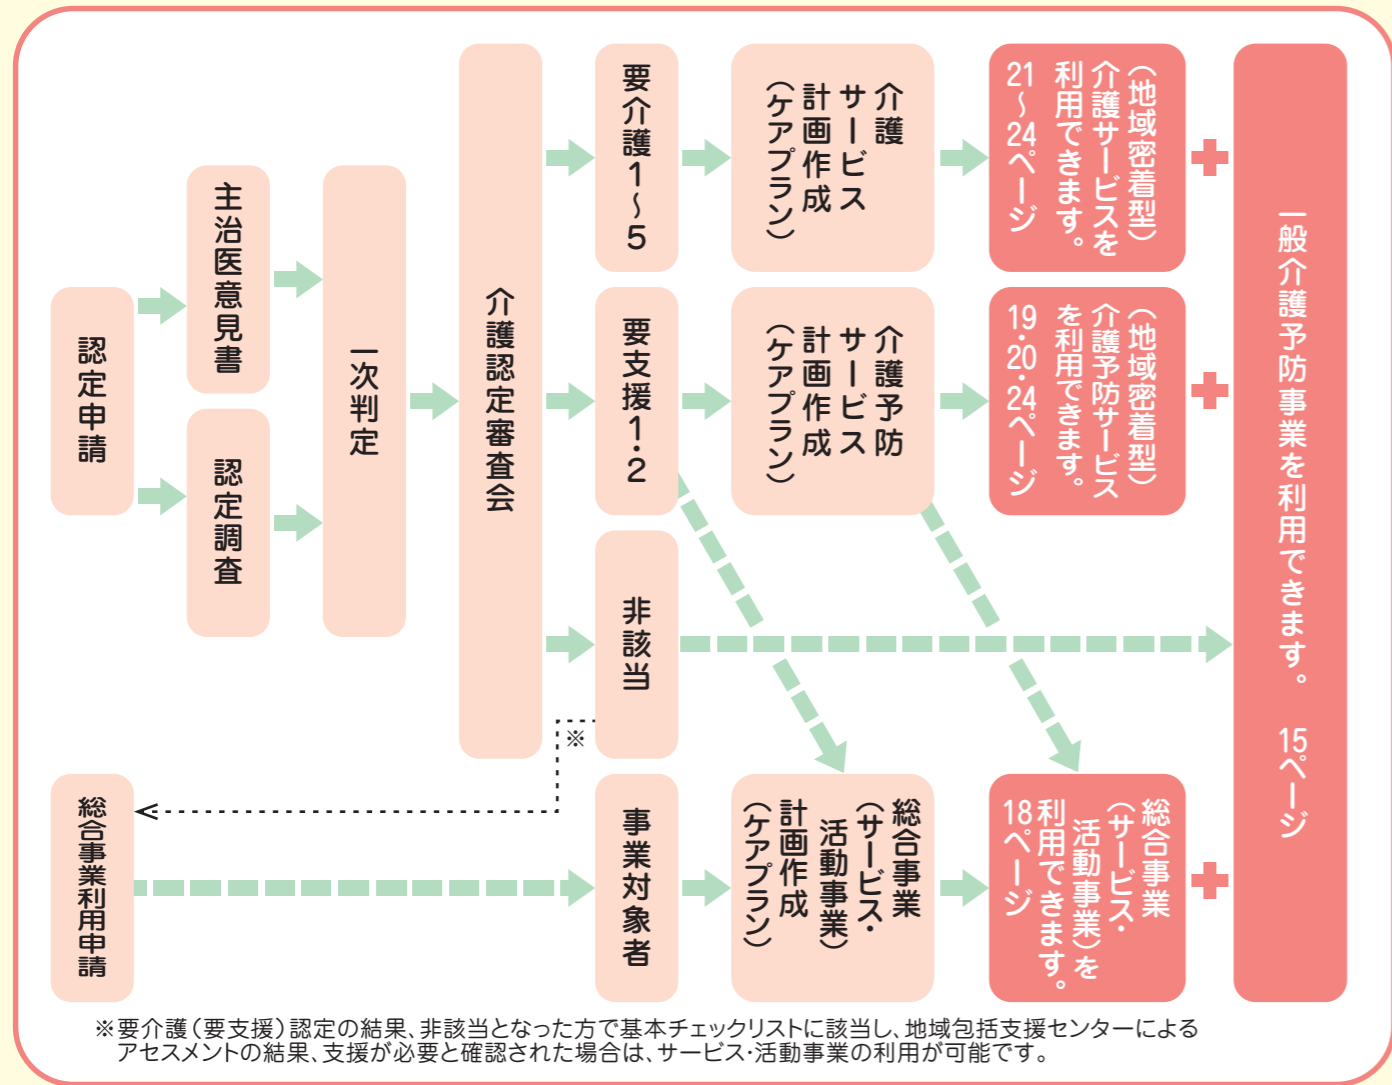 認定申請
主治医意見書
認定調査
一次判定
介護認定審査会
要介護1～5
介護
サービス
計画作成
（ケアプラン）
（地域密着型）
介護サービスを
利用できます。
21～24ページ
要支援1・2
介護予防
サービス
計画作成
（ケアプラン）
（地域密着型）
介護予防サービス
を利用できます。
19・20・24ページ
非該当
※
総合事業利用申請
事業対象者
総合事業
（サービス・
活動事業）
計画作成
（ケアプラン）
総合事業
（サービス・
活動事業）を
利用できます。
18ページ
一般介護予防事業を利用できます。 15ページ
※要介護（要支援）認定の結果、非該当となった方で基本チェックリストに該当し、地域包括支援センターによる
アセスメントの結果、支援が必要と確認された場合は、サービス・活動事業の利用が可能です。